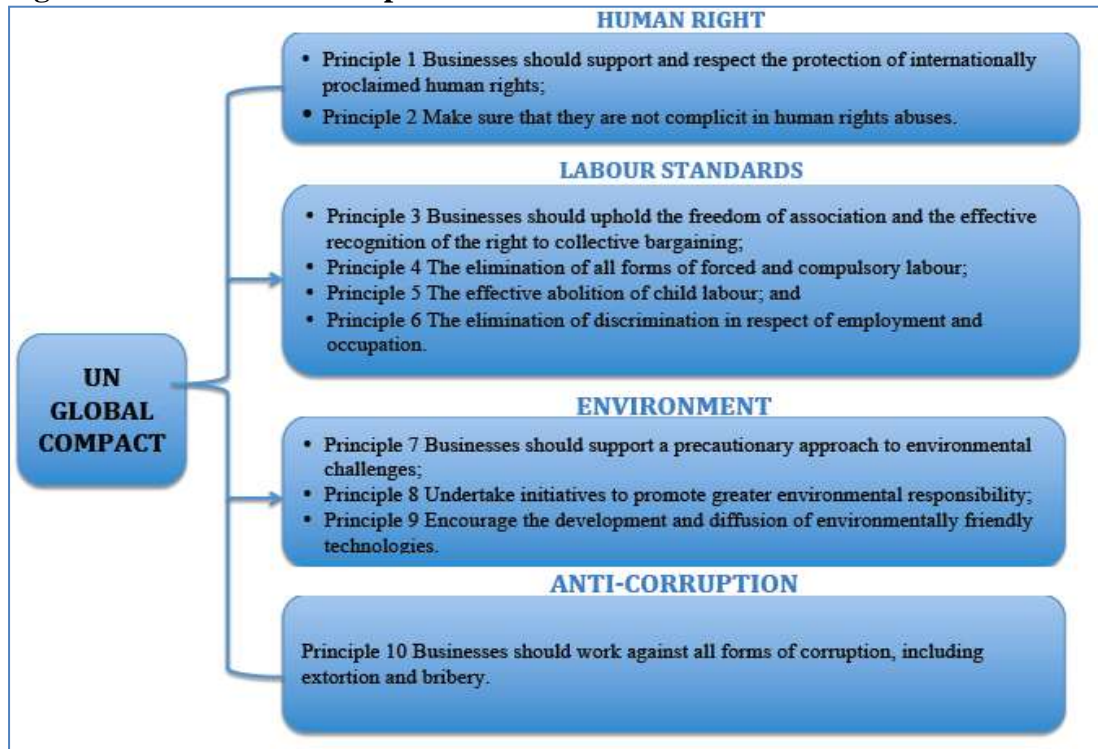 HUMAN RIGHT
• Principle 1 Businesses should support and respect the protection of internationally
proclaimed human rights;
• Principle 2 Make sure that they are not complicit in human rights abuses.
LABOUR STANDARDS
• Principle 3 Businesses should uphold the freedom of association and the effective
recognition of the right to collective bargaining;
• Principle 4 The elimination of all forms of forced and compulsory labour;
• Principle 5 The effective abolition of child labour; and
• Principle 6 The elimination of discrimination in respect of employment and
occupation.
UN
GLOBAL
COMPACT
ENVIRONMENT
• Principle 7 Businesses should support a precautionary approach to environmental
challenges;
• Principle 8 Undertake initiatives to promote greater environmental responsibility;
• Principle 9 Encourage the development and diffusion of environmentally friendly
technologies.
ANTI-CORRUPTION
Principle 10 Businesses should work against all forms of corruption, including
extortion and bribery.